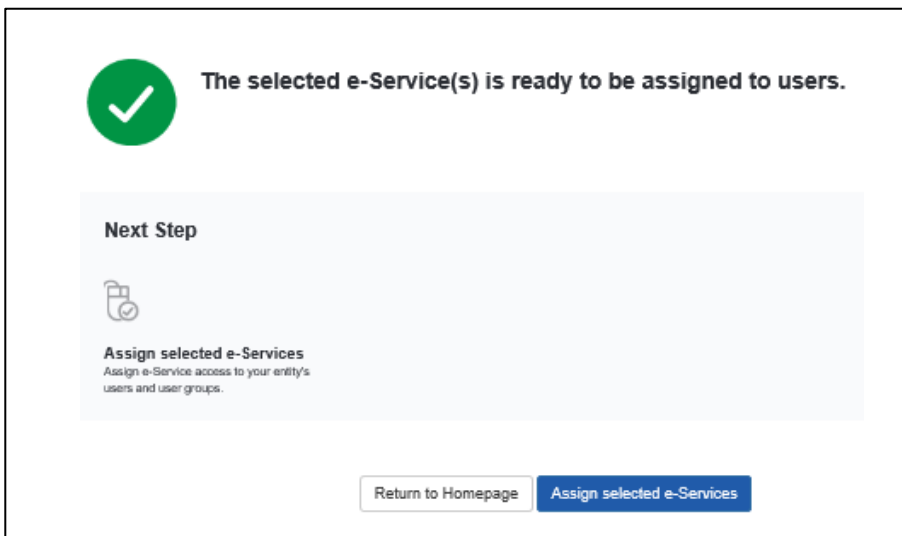 The selected e-Service(s) is ready to be assigned to users.
Next Step
Assign selected e-Services
Assign e-Service access to your entity's
users and user groups.
Return to Homepage
Assign selected e-Services